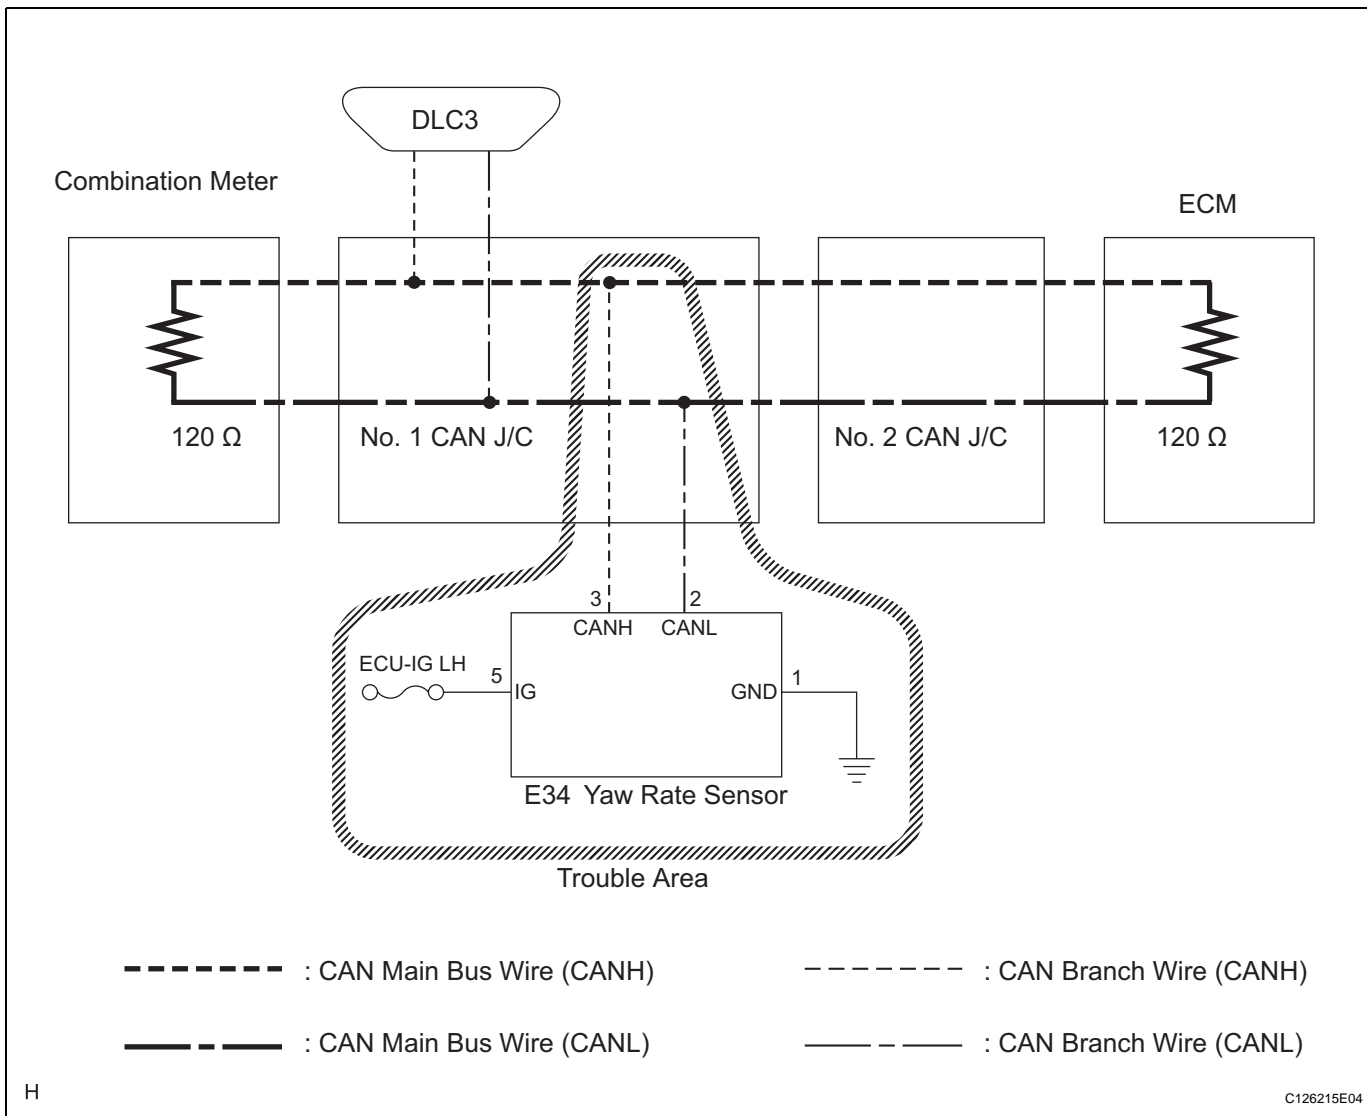 DLC3
Combination Meter
ECM
120 Ω
No. 1 CAN J/C
No. 2 CAN J/C
120 Ω
3
2
CANH
CANL
ECU-IG LH
5
IG
GND
1
E34 Yaw Rate Sensor
Trouble Area
: CAN Main Bus Wire (CANH)
: CAN Branch Wire (CANH)
: CAN Main Bus Wire (CANL)
: CAN Branch Wire (CANL)
H
C126215E04